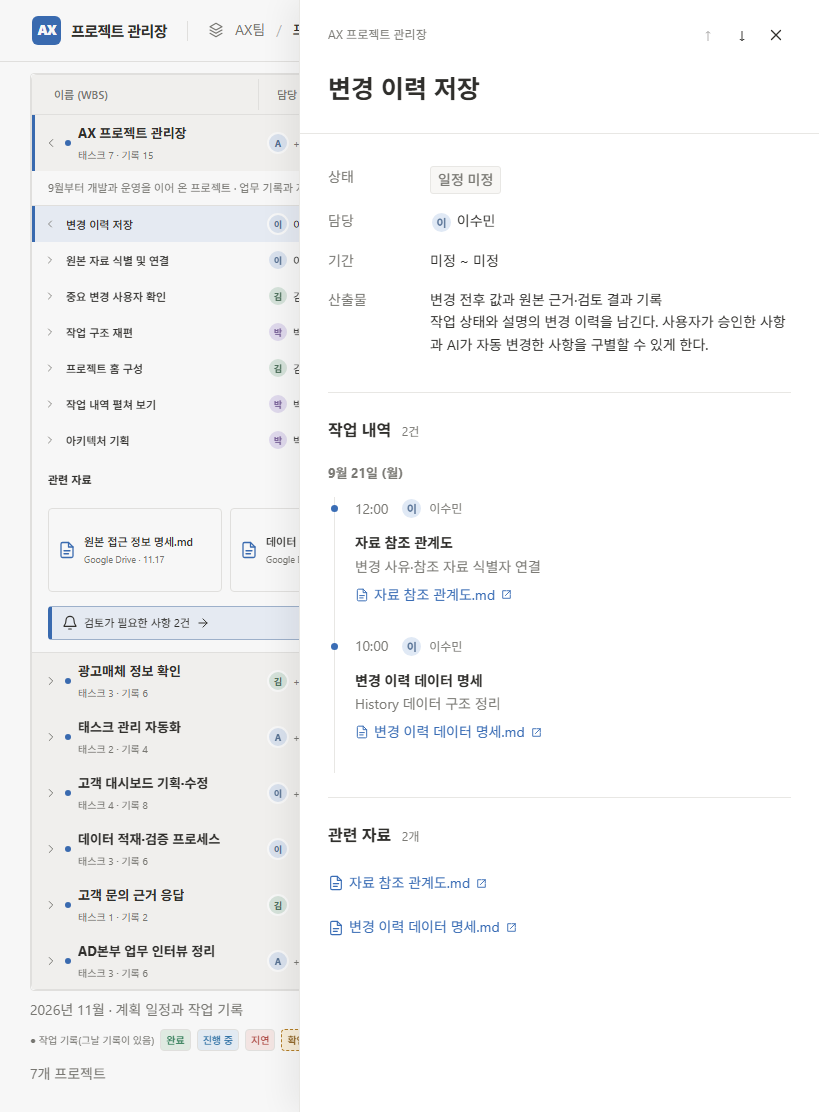 AX 프로젝트 관리장
AX팀 /
이름 (WBS)
담당
AX 프로젝트 관리장
A +
태스크 7 · 기록 15
9월부터 개발과 운영을 이어 온 프로젝트 · 업무 기록과
변경 이력 저장
이
원본 자료 식별 및 연결
이
중요 변경 사용자 확인
김
작업 구조 재편
박
프로젝트 홈 구성
김
작업 내역 펼쳐 보기
박
아키텍처 기획
박
관련 자료
원본 접근 정보 명세.md
Google Drive · 11.17
데이터
Google
검토가 필요한 사항 2건 →
광고매체 정보 확인
김 +
태스크 3 · 기록 6
태스크 관리 자동화
A +
태스크 2 · 기록 4
고객 대시보드 기획·수정
이 +
태스크 4 · 기록 8
데이터 적재·검증 프로세스
이
태스크 3 · 기록 6
고객 문의 근거 응답
김
태스크 1 · 기록 2
AD본부 업무 인터뷰 정리
A +
태스크 3 · 기록 6
2026년 11월 · 계획 일정과 작업 기록
● 작업 기록(그날 기록이 있음) 완료 진행 중 지연
7개 프로젝트
AX 프로젝트 관리장
↑ ↓ ×
변경 이력 저장
상태
일정 미정
담당
이 이수민
기간
미정 ~ 미정
산출물
변경 전후 값과 원본 근거·검토 결과 기록
작업 상태와 설명의 변경 이력을 남긴다. 사용자가 승인한 사항
과 AI가 자동 변경한 사항을 구별할 수 있게 한다.
작업 내역 2건
9월 21일 (월)
12:00 이 이수민
자료 참조 관계도
변경 사유·참조 자료 식별자 연결
자료 참조 관계도.md
10:00 이 이수민
변경 이력 데이터 명세
History 데이터 구조 정리
변경 이력 데이터 명세.md
관련 자료 2개
자료 참조 관계도.md
변경 이력 데이터 명세.md